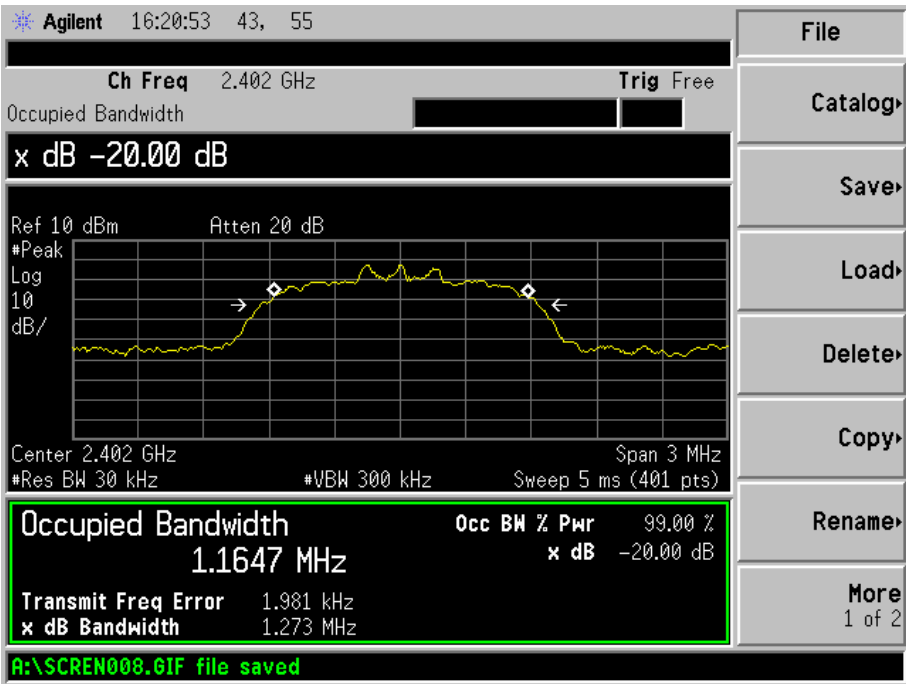 Agilent 16:20:53 43, 55
Ch Freq 2.402 GHz Trig Free
Occupied Bandwidth
x dB -20.00 dB
Ref 10 dBm Atten 20 dB
#Peak
Log
10
dB/
Center 2.402 GHz Span 3 MHz
#Res BW 30 kHz #VBW 300 kHz Sweep 5 ms (401 pts)
Occupied Bandwidth Occ BW % Pwr 99.00 %
1.1647 MHz x dB -20.00 dB
Transmit Freq Error 1.981 kHz
x dB Bandwidth 1.273 MHz
A:\SCREN008.GIF file saved
File
Catalog
Save
Load
Delete
Copy
Rename
More
1 of 2